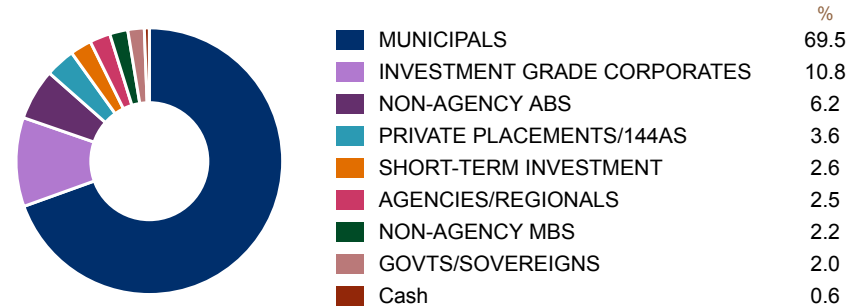 %
MUNICIPALS 69.5
INVESTMENT GRADE CORPORATES 10.8
NON-AGENCY ABS 6.2
PRIVATE PLACEMENTS/144AS 3.6
SHORT-TERM INVESTMENT 2.6
AGENCIES/REGIONALS 2.5
NON-AGENCY MBS 2.2
GOVTS/SOVEREIGNS 2.0
Cash 0.6